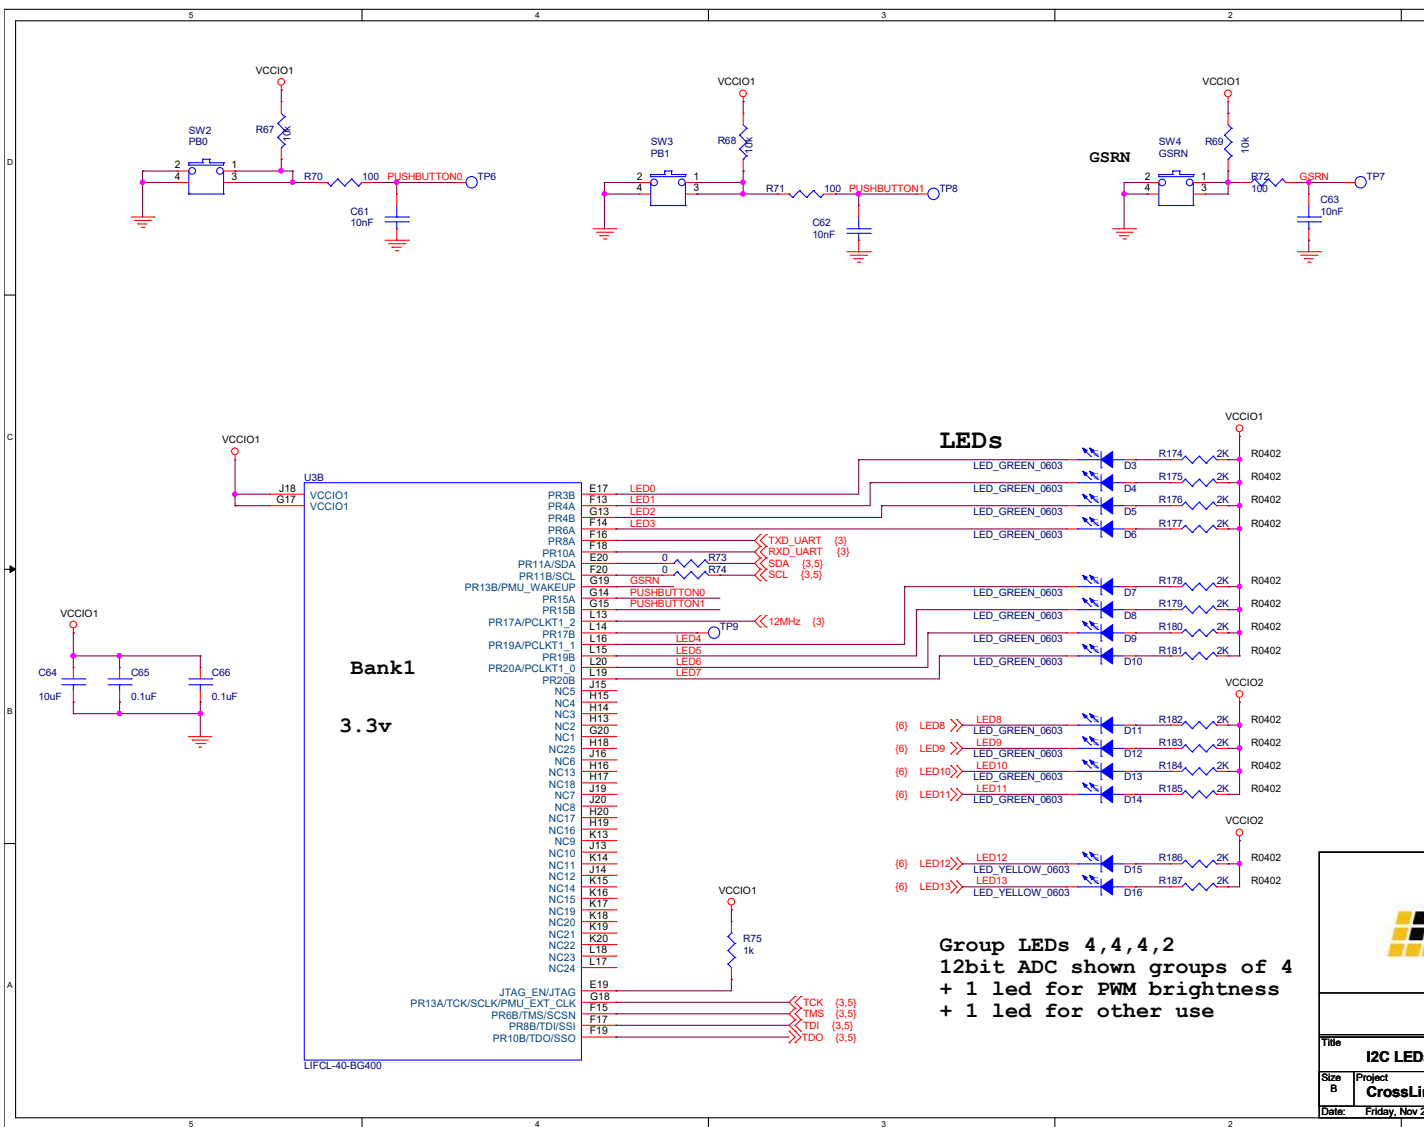 5 4 3 2
D
VCCIO1
R67
10k
SW2
PB0
2 1
4 3
R70 100 PUSHBUTTON0 TP6
C61
10nF
VCCIO1
R68
10k
SW3
PB1
2 1
4 3
R71 100 PUSHBUTTON1 TP8
C62
10nF
VCCIO1
GSRN
R69
10k
SW4
GSRN
2 1
4 3
R72 GSRN TP7
100
C63
10nF
C
VCCIO1
U3B
J18 VCCIO1
G17 VCCIO1
PR3B E17 LED0
PR4A F13 LED1
PR4B G13 LED2
PR6A F14 LED3
PR8A F16 TXD_UART {3}
PR10A F18 RXD_UART {3}
PR11A/SDA E20 0 R73 SDA {3,5}
PR11B/SCL F20 0 R74 SCL {3,5}
PR13B/PMU_WAKEUP G19 GSRN
PR15A G14 PUSHBUTTON0
PR15B G15 PUSHBUTTON1
PR17A/PCLKT1_2 L13 12MHz {3}
PR17B L14 TP9
PR19A/PCLKT1_1 L16 LED4
PR19B L15 LED5
PR20A/PCLKT1_0 L20 LED6
PR20B L19 LED7
NC5 J15
NC4 H15
NC3 H14
NC2 H13
NC1 G20
NC25 H18
NC6 J16
NC13 H16
NC18 H17
NC7 J19
NC8 J20
NC17 H20
NC16 H19
NC9 K13
NC10 J13
NC11 K14
NC12 J14
NC14 K15
NC15 K16
NC19 K17
NC20 K18
NC21 K19
NC22 K20
NC23 L18
NC24 L17
JTAG_EN/JTAG E19
PR13A/TCK/SCLK/PMU_EXT_CLK G18 TCK {3,5}
PR6B/TMS/SCSN F15 TMS {3,5}
PR8B/TDI/SSI F17 TDI {3,5}
PR10B/TDO/SSO F19 TDO {3,5}
Bank1
3.3v
LIFCL-40-BG400
VCCIO1
R75
1k
B
VCCIO1
C64 C65 C66
10uF 0.1uF 0.1uF
LEDs
VCCIO1
LED_GREEN_0603 D3 R174 2K R0402
LED_GREEN_0603 D4 R175 2K R0402
LED_GREEN_0603 D5 R176 2K R0402
LED_GREEN_0603 D6 R177 2K R0402
LED_GREEN_0603 D7 R178 2K R0402
LED_GREEN_0603 D8 R179 2K R0402
LED_GREEN_0603 D9 R180 2K R0402
LED_GREEN_0603 D10 R181 2K R0402
VCCIO2
{6} LED8 LED8 LED_GREEN_0603 D11 R182 2K R0402
{6} LED9 LED9 LED_GREEN_0603 D12 R183 2K R0402
{6} LED10 LED10 LED_GREEN_0603 D13 R184 2K R0402
{6} LED11 LED11 LED_GREEN_0603 D14 R185 2K R0402
VCCIO2
{6} LED12 LED12 LED_YELLOW_0603 D15 R186 2K R0402
{6} LED13 LED13 LED_YELLOW_0603 D16 R187 2K R0402
A
Group LEDs 4,4,4,2
12bit ADC shown groups of 4
+ 1 led for PWM brightness
+ 1 led for other use
Title
I2C LED
Size Project
B
Date: Friday, Nov
5 4 3 2